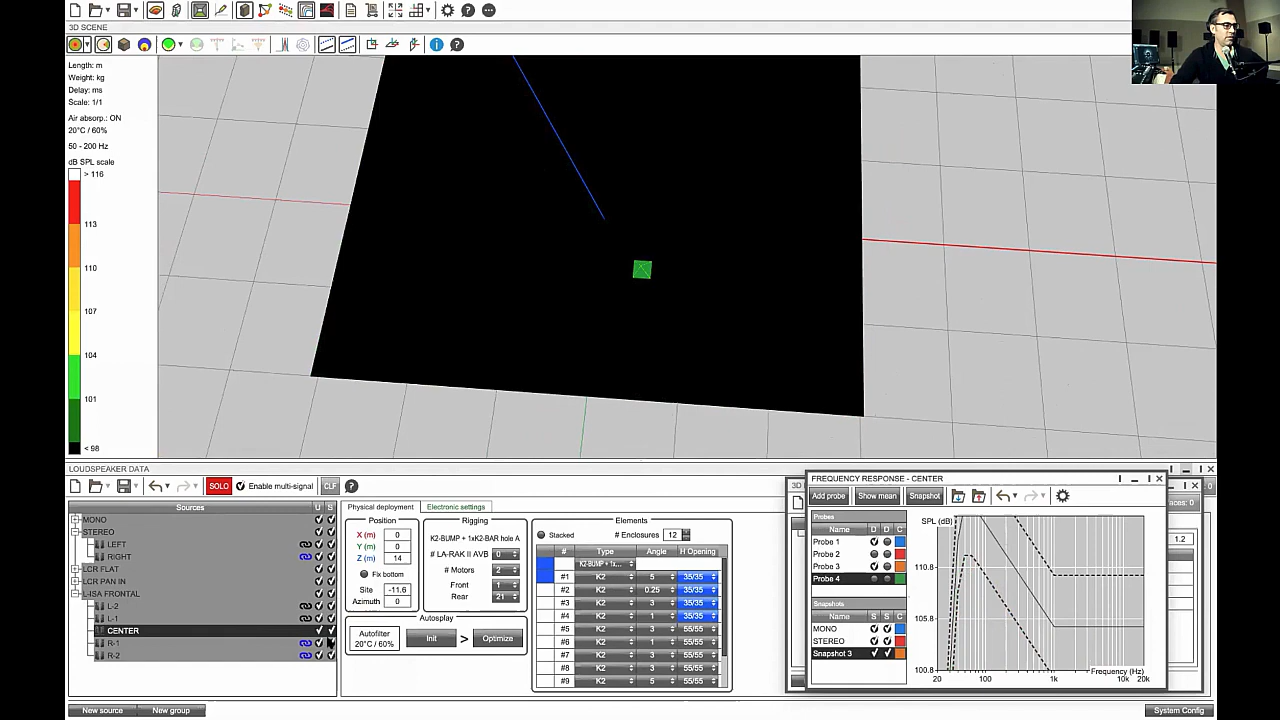 3D SCENE
Length: m
Weight: kg
Delay: ms
Scale: 1/1
Air absorp.: ON
20°C / 60%
50 - 200 Hz
dB SPL scale
> 116
113
110
107
104
101
< 98
LOUDSPEAKER DATA
SOLO Enable multi-signal CLF
Sources U S
MONO
STEREO
LEFT
RIGHT
LCR FLAT
LCR PAN IN
L-ISA FRONTAL
L-2
L-1
CENTER
R-1
R-2
New source New group
Physical deployment Electronic settings
Position
X (m) 0
Y (m) 0
Z (m) 14
Fix bottom
Site -11.6
Azimuth 0
Rigging
K2-BUMP + 1xK2-BAR hole A
# LA-RAK II AVB 0
# Motors 2
Front 1
Rear 21
Autosplay
Autofilter
20°C / 60%
Init > Optimize
Elements
Stacked # Enclosures 12
# Type Angle H Opening
K2-BUMP + 1x...
#1 K2 5 35/35
#2 K2 0.25 35/35
#3 K2 3 35/35
#4 K2 1 35/35
#5 K2 3 55/55
#6 K2 1 55/55
#7 K2 3 55/55
#8 K2 3 55/55
#9 K2 5 55/55
FREQUENCY RESPONSE - CENTER
Add probe Show mean Snapshot
Probes
Name D D C
Probe 1
Probe 2
Probe 3
Probe 4
Snapshots
Name S S C
MONO
STEREO
Snapshot 3
SPL (dB)
110.8
105.8
100.8
Frequency (Hz)
20 100 1k 10k 20k
1.2
System Config